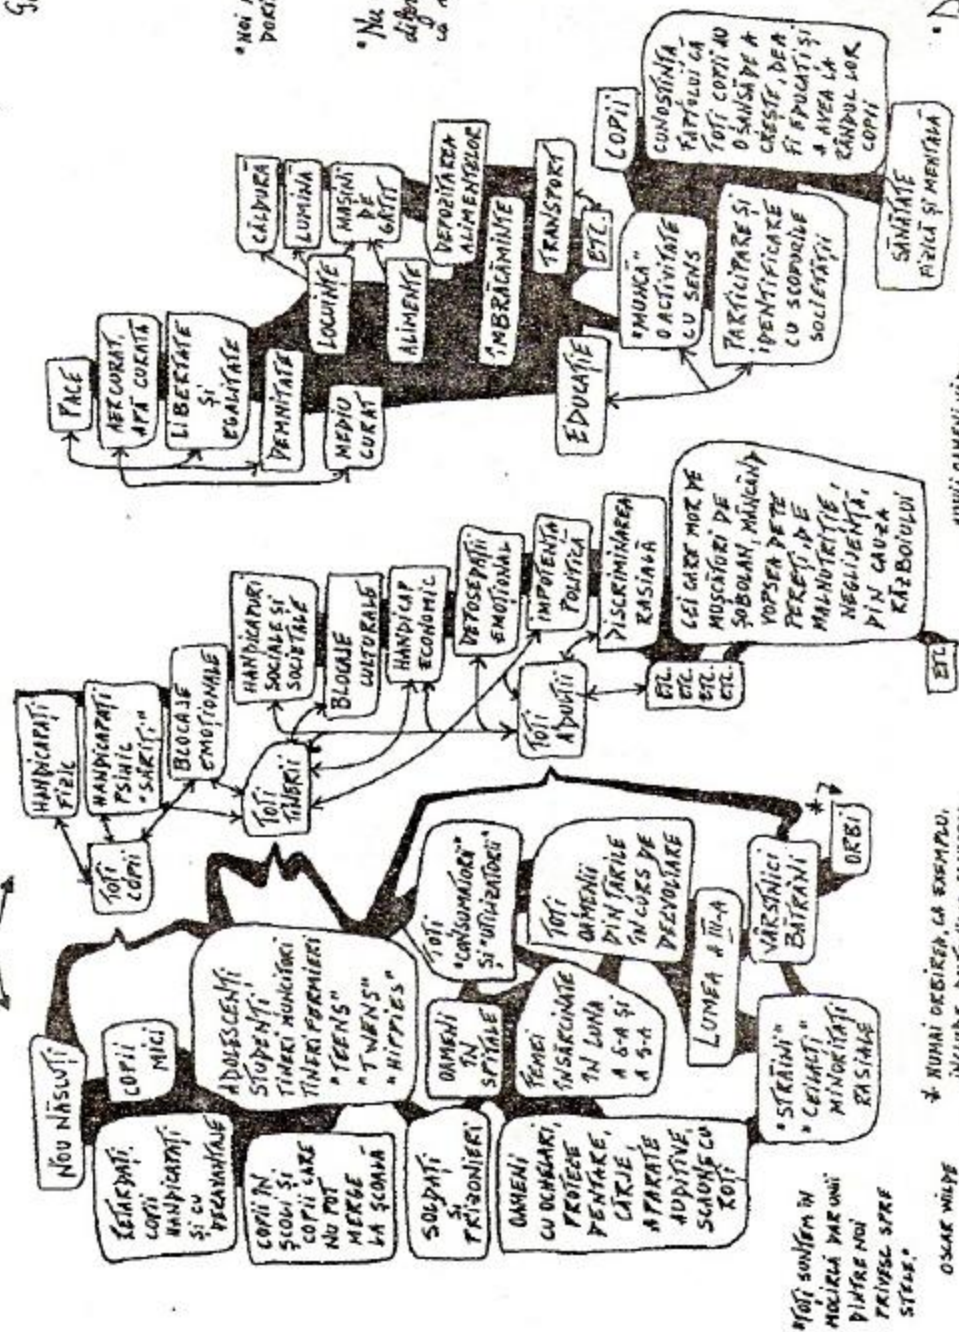 "TOȚI SUNTEM ÎN
MOCIRLĂ DAR UNII
DINTRE NOI
PRIVESC SPRE
STELE."
OSCAR WILDE
NOU NĂSCUȚI
RETARDAȚI,
COPII
HANDICAPAȚI
ȘI CU
DEZAVANTAJE
COPII
MICI
COPII ÎN
ȘCOLI ȘI
COPII CARE
NU POT
MERGE
LA ȘCOALĂ
ADOLESCENTI
STUDENTI
TINERI MUNCITORI
TINERI FERMIERI
"TEENS"
"TWENS"
"HIPPIES"
SOLDAȚI
ȘI
PRIZONIERI
OAMENI
ÎN
SPITALE
TOȚI
"CONSUMATORII"
ȘI "UTILIZATORII"
OAMENI
CU OCHELARI,
PROTEZE
DENTARE,
CÂRJE,
APARATE
AUDITIVE,
SCAUNE CU
ROȚI
FEMEI
ÎNSĂRCINATE
ÎN LUNA
A 8-A ȘI
A 9-A
TOȚI
OAMENII
DIN ȚĂRILE
ÎN CURS DE
DEZVOLTARE
LUMEA A III-A
"STRĂINI"
"CEILALȚI"
MINORITĂȚI
RASIALE
VÂRSTNICI
BĂTRÂNI
*
ORBI
* NUMAI ORBIREA, CA EXEMPLU,
HANDICAPAȚI
FIZIC
HANDICAPAȚI
PSIHIC
"SĂRIȚI"
TOȚI
COPII
BLOCAJE
EMOȚIONALE
TOȚI
TINERII
HANDICAPURI
SOCIALE ȘI
SOCIETALE
BLOCAJE
CULTURALE
HANDICAP
ECONOMIC
DEPOSEDAȚII
EMOȚIONAL
TOȚI
ADULȚII
IMPOTENȚA
POLITICĂ
DISCRIMINAREA
RASIALĂ
ETC.
ETC.
ETC.
ETC.
CEI CARE MOR DE
MUȘCĂTURI DE
ȘOBOLAN, MÂNCÂND
VOPSEA DE PE
PEREȚI, DE
MALNUTRIȚIE,
NEGLIJENȚĂ,
DIN CAUZA
RĂZBOIULUI
ETC
PACE
AER CURAT,
APĂ CURATĂ
LIBERTATE
ȘI
EGALITATE
DEMNITATE
MEDIU
CURAT
CĂLDURĂ
LUMINĂ
LOCUINȚE
MAȘINI
DE
GĂTIT
ALIMENTE
DEPOZITAREA
ALIMENTELOR
ÎMBRĂCĂMINTE
TRANSPORT
ETC.
EDUCAȚIE
"MUNCĂ"
O ACTIVITATE
CU SENS
COPII
PARTICIPARE ȘI
IDENTIFICARE
CU SCOPURILE
SOCIETĂȚII
CUNOSTINȚA
FAPTULUI CĂ
TOȚI COPII AU
O ȘANSĂ DE A
CREȘTE, DE A
FI EDUCAȚI ȘI
A AVEA LA
RÂNDUL LOR
COPII
SĂNĂTATE
FIZICĂ ȘI MENTALĂ
"NOI
"NU